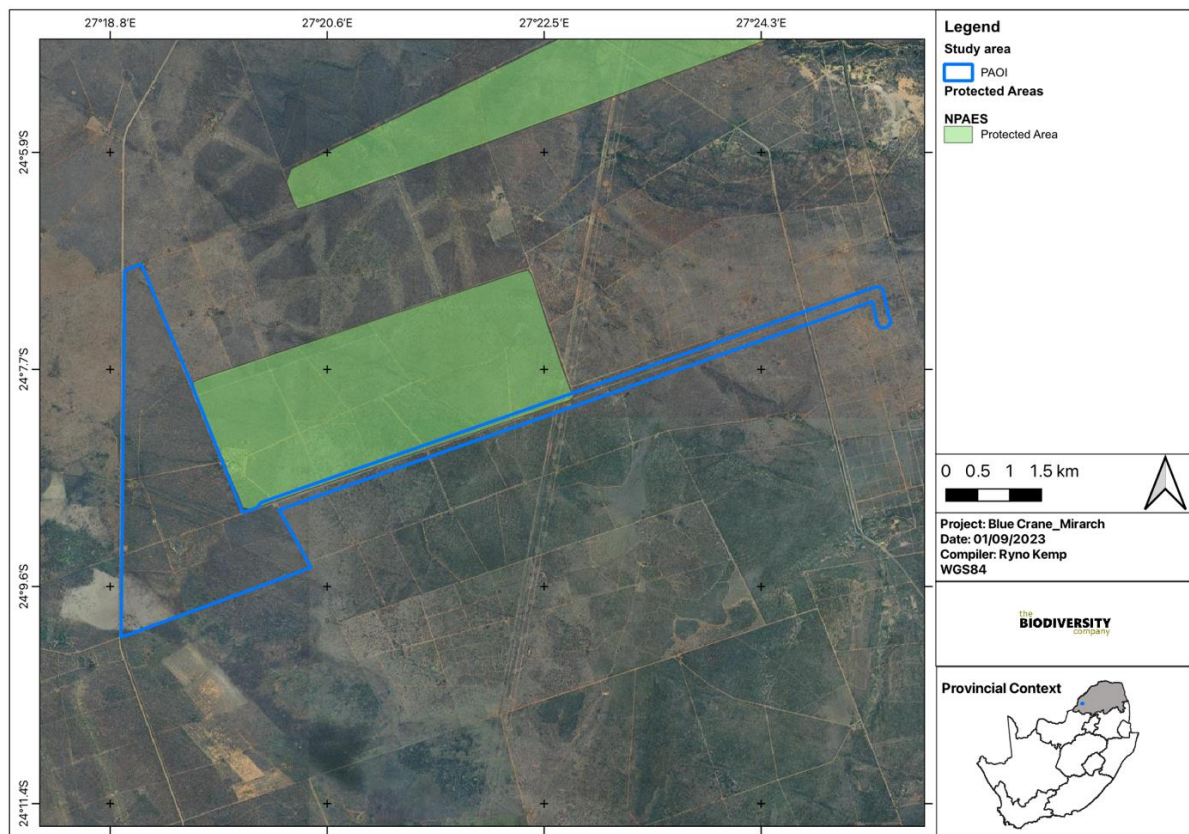 27°18.8'E 27°20.6'E 27°22.5'E 27°24.3'E
24°5.9'S
24°7.7'S
24°9.6'S
24°11.4'S
Legend
Study area
PAOI
Protected Areas
NPAES
Protected Area
0 0.5 1 1.5 km
Project: Blue Crane_Mirarch
Date: 01/09/2023
Compiler: Ryno Kemp
WGS84
the
BIODIVERSITY
company
Provincial Context